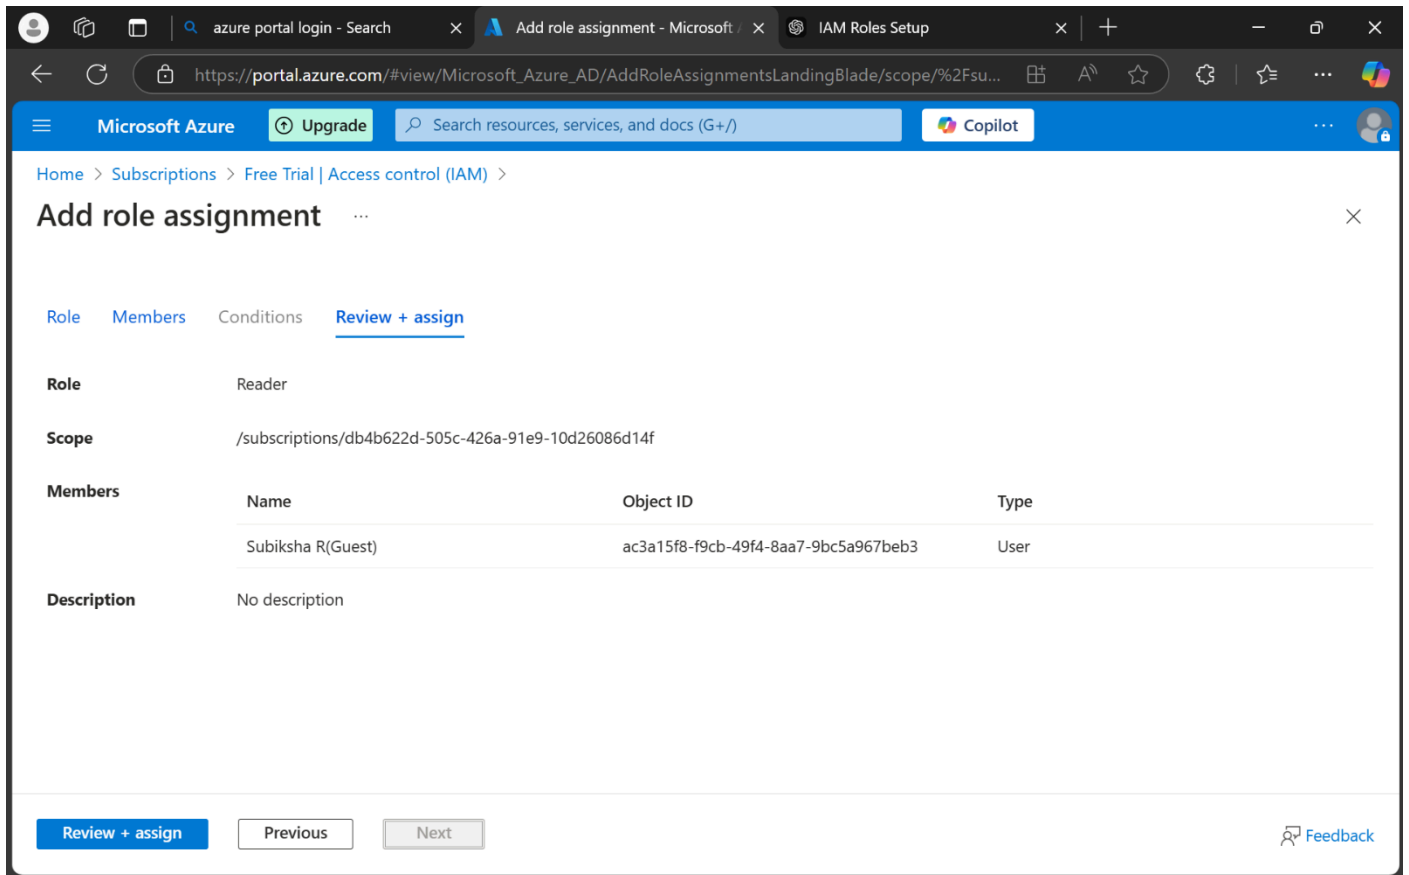 azure portal login - Search
Add role assignment - Microsoft
IAM Roles Setup
https://portal.azure.com/#view/Microsoft_Azure_AD/AddRoleAssignmentsLandingBlade/scope/%2Fsu...
Microsoft Azure
Upgrade
Search resources, services, and docs (G+/)
Copilot
...
Home > Subscriptions > Free Trial | Access control (IAM) >
Add role assignment ...
Role Members Conditions Review + assign
Role Reader
Scope /subscriptions/db4b622d-505c-426a-91e9-10d26086d14f
Members
Name Object ID Type
Subiksha R(Guest) ac3a15f8-f9cb-49f4-8aa7-9bc5a967beb3 User
Description No description
Review + assign Previous Next
Feedback